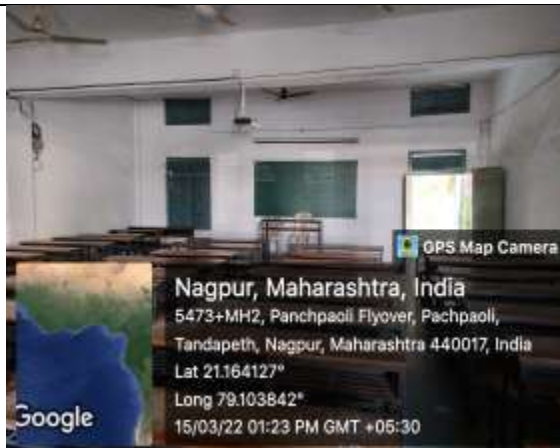 GPS Map Camera
Nagpur, Maharashtra, India
5473+MH2, Panchpaoli Flyover, Pachpaoli,
Tandapeth, Nagpur, Maharashtra 440017, India
Lat 21.164127°
Long 79.103842°
15/03/22 01:23 PM GMT +05:30
Google